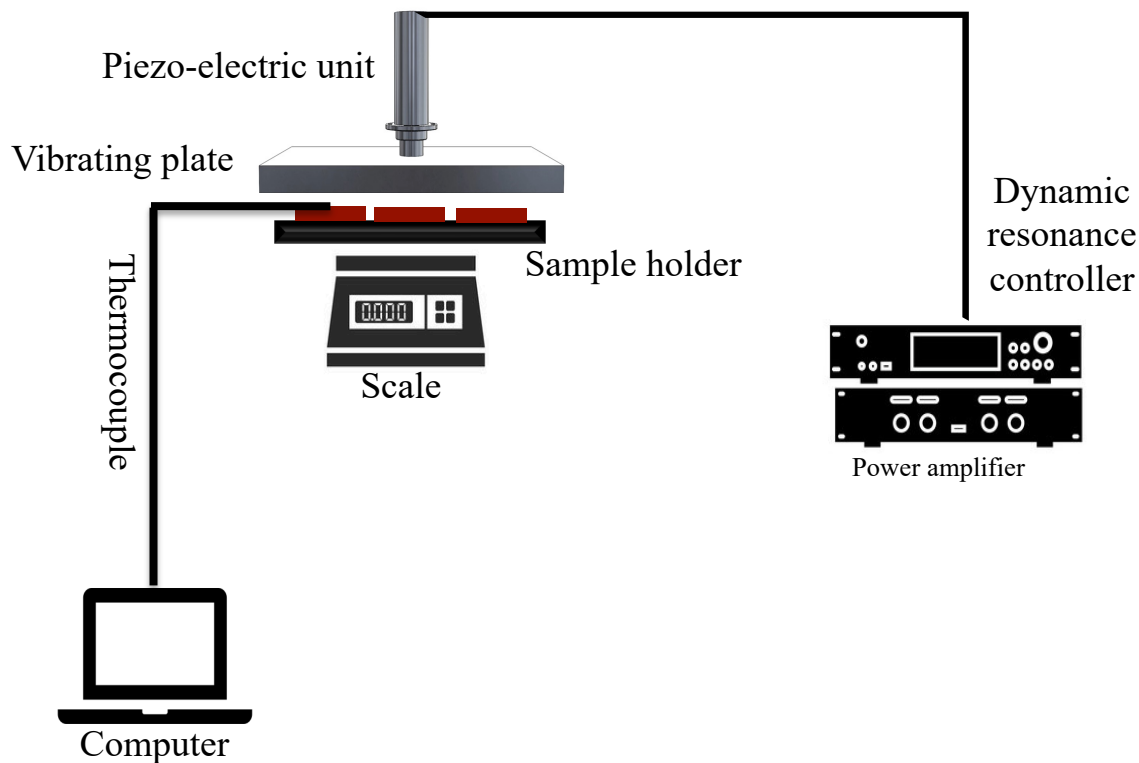 Piezo-electric unit
Vibrating plate
Dynamic
resonance
controller
Sample holder
Thermocouple
0.000
Scale
Power amplifier
Computer